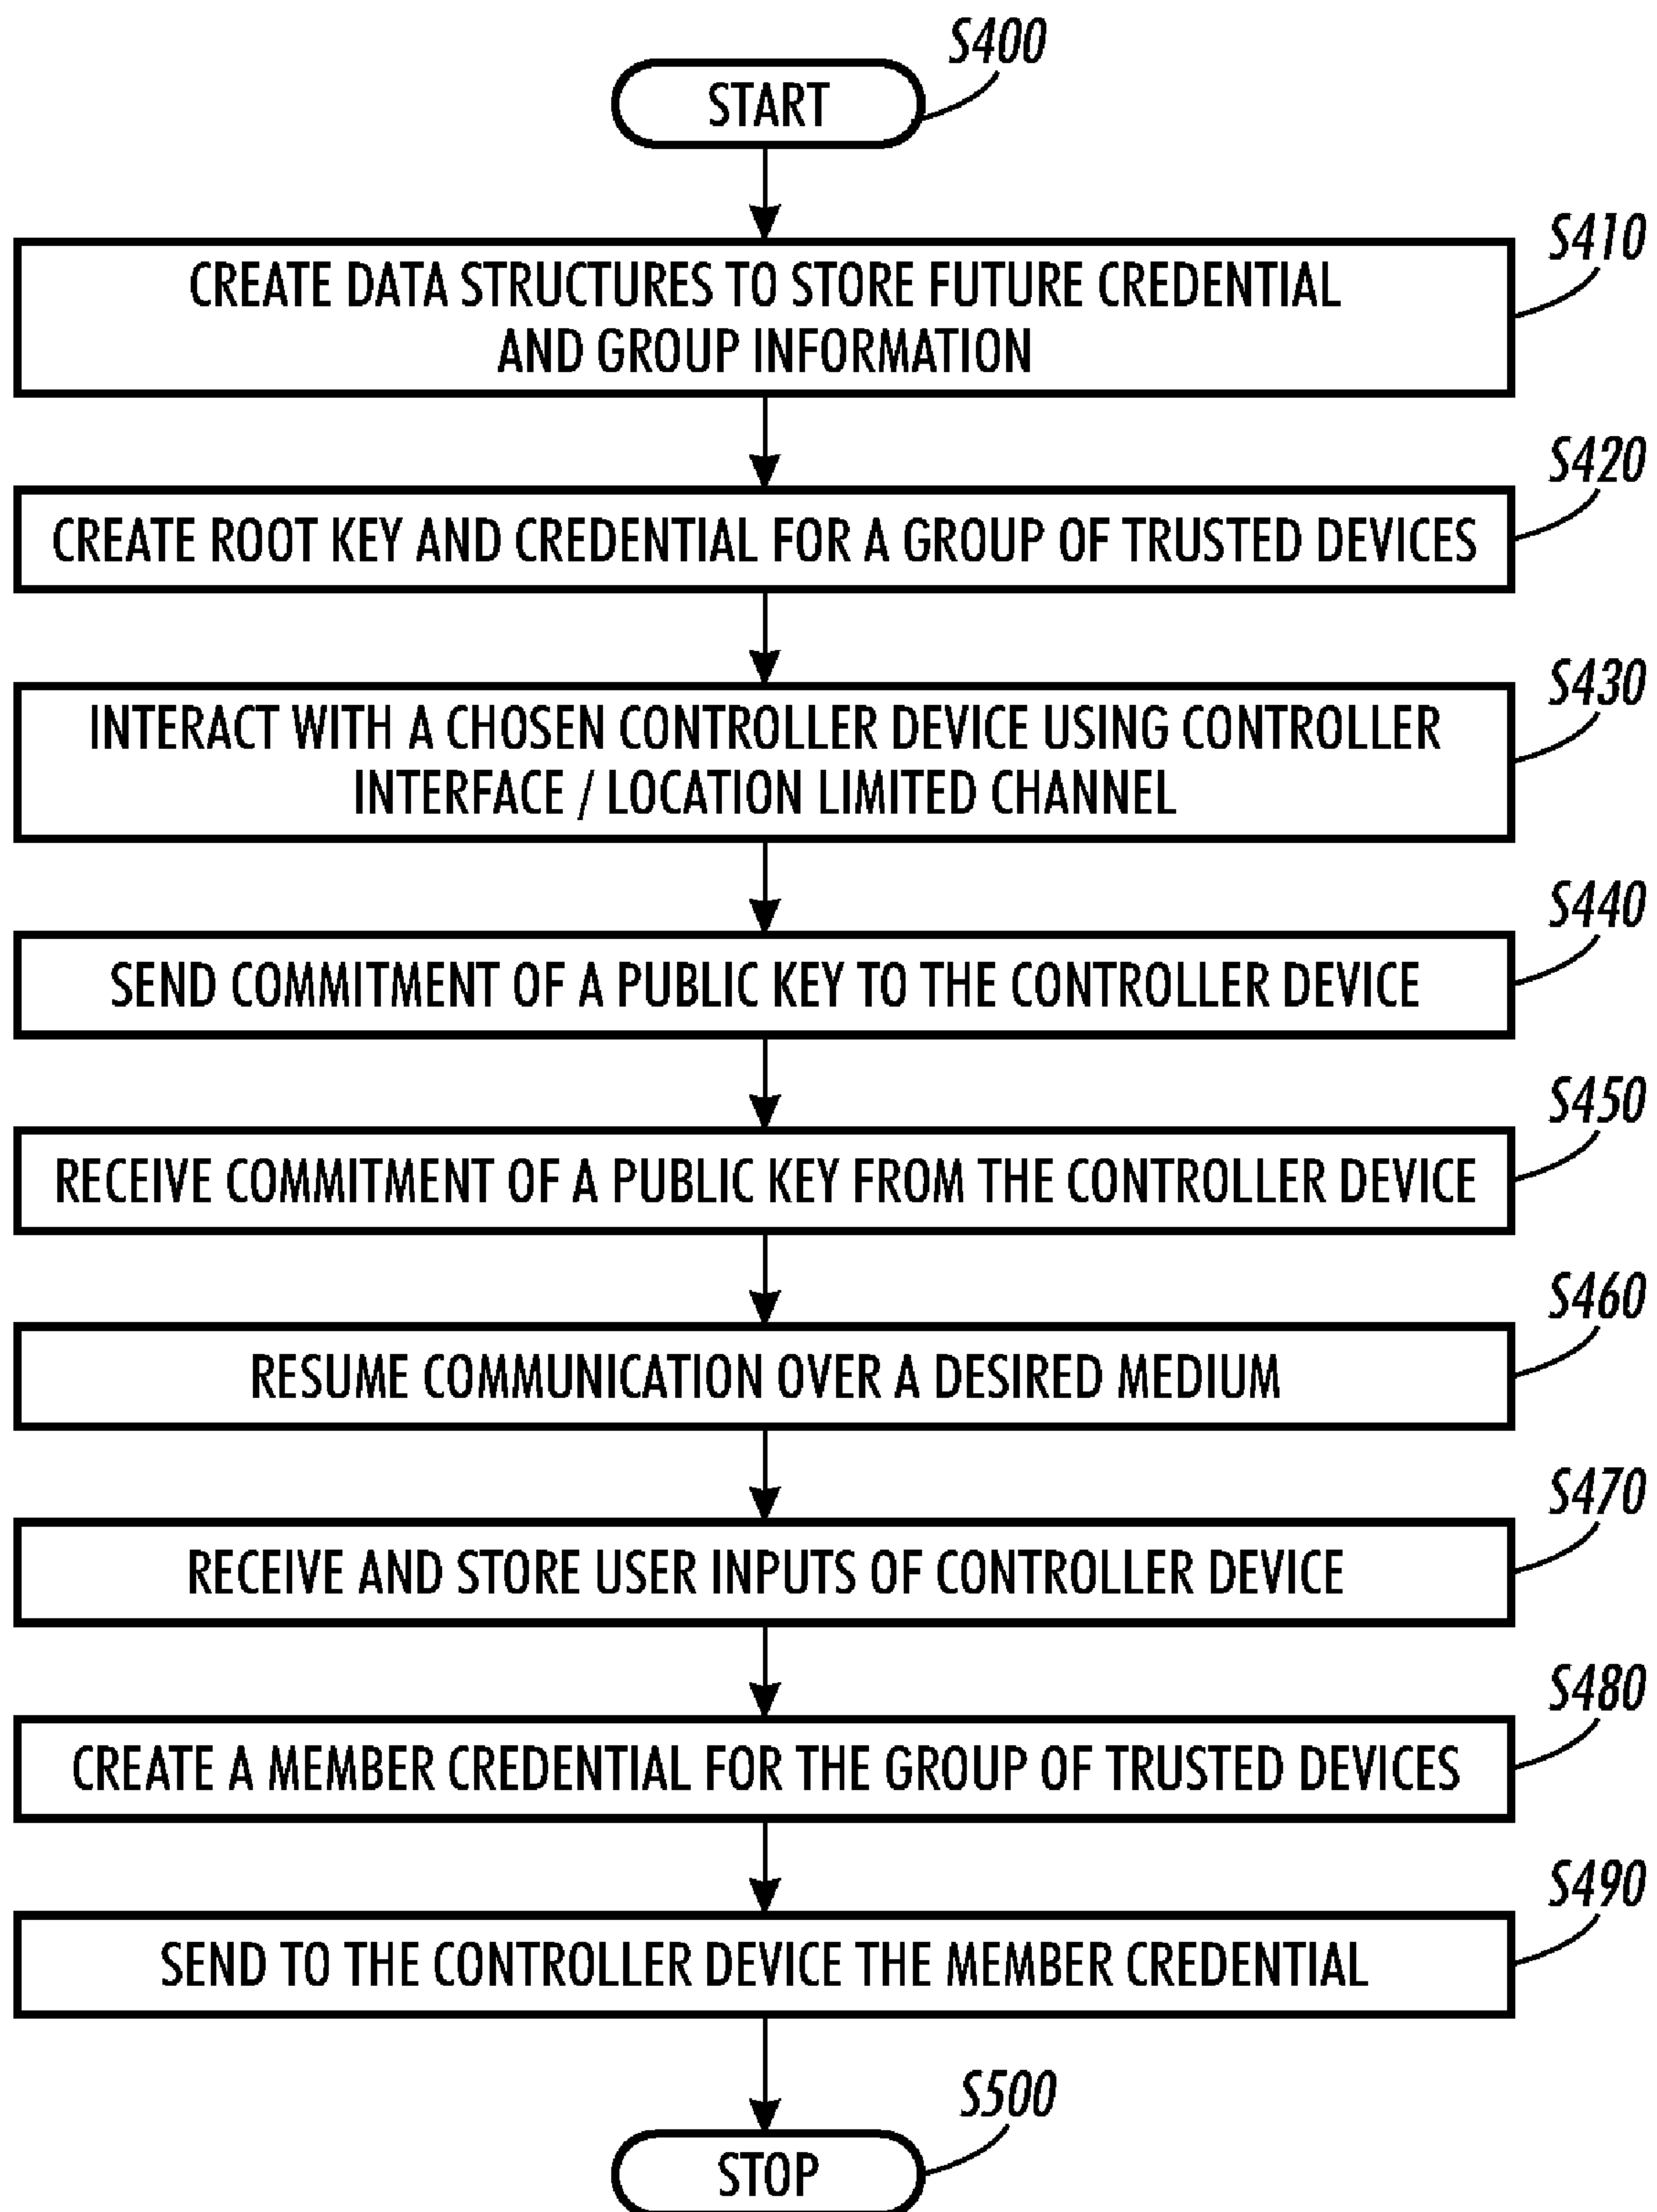 S400
START
S410
CREATE DATA STRUCTURES TO STORE FUTURE CREDENTIAL
AND GROUP INFORMATION
S420
CREATE ROOT KEY AND CREDENTIAL FOR A GROUP OF TRUSTED DEVICES
S430
INTERACT WITH A CHOSEN CONTROLLER DEVICE USING CONTROLLER
INTERFACE / LOCATION LIMITED CHANNEL
S440
SEND COMMITMENT OF A PUBLIC KEY TO THE CONTROLLER DEVICE
S450
RECEIVE COMMITMENT OF A PUBLIC KEY FROM THE CONTROLLER DEVICE
S460
RESUME COMMUNICATION OVER A DESIRED MEDIUM
S470
RECEIVE AND STORE USER INPUTS OF CONTROLLER DEVICE
S480
CREATE A MEMBER CREDENTIAL FOR THE GROUP OF TRUSTED DEVICES
S490
SEND TO THE CONTROLLER DEVICE THE MEMBER CREDENTIAL
S500
STOP